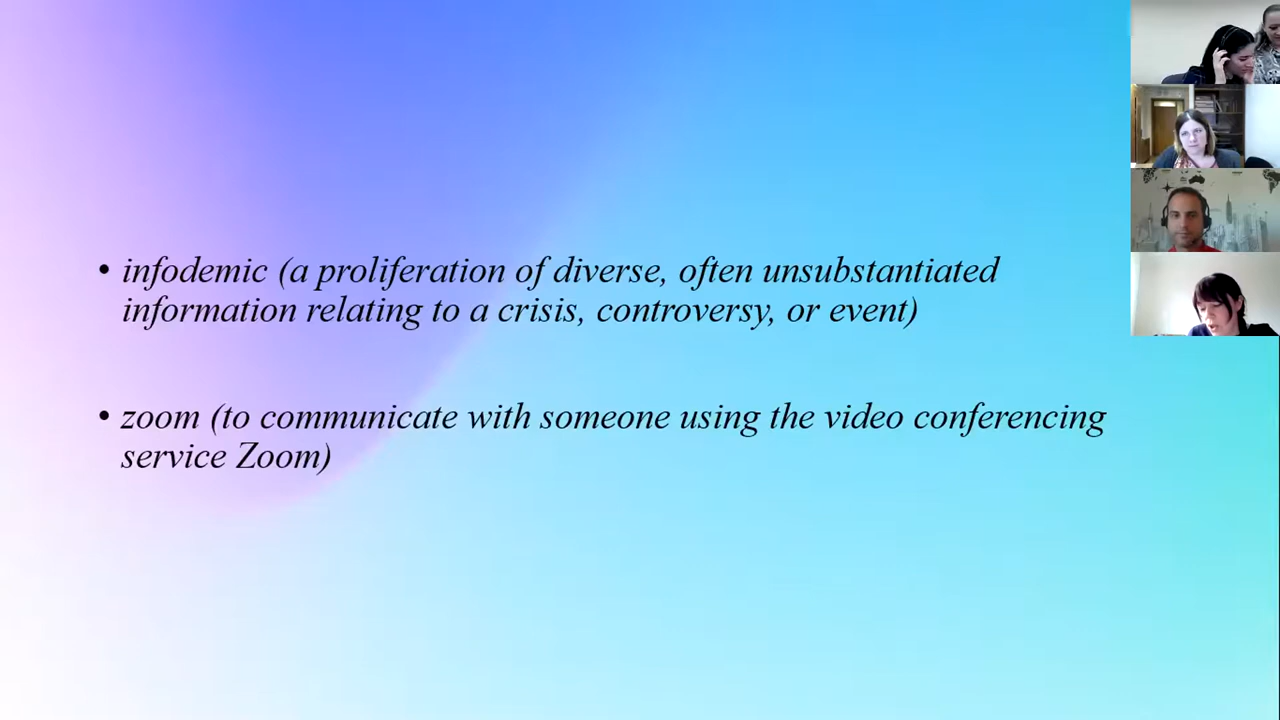 • infodemic (a proliferation of diverse, often unsubstantiated
information relating to a crisis, controversy, or event)
• zoom (to communicate with someone using the video conferencing
service Zoom)